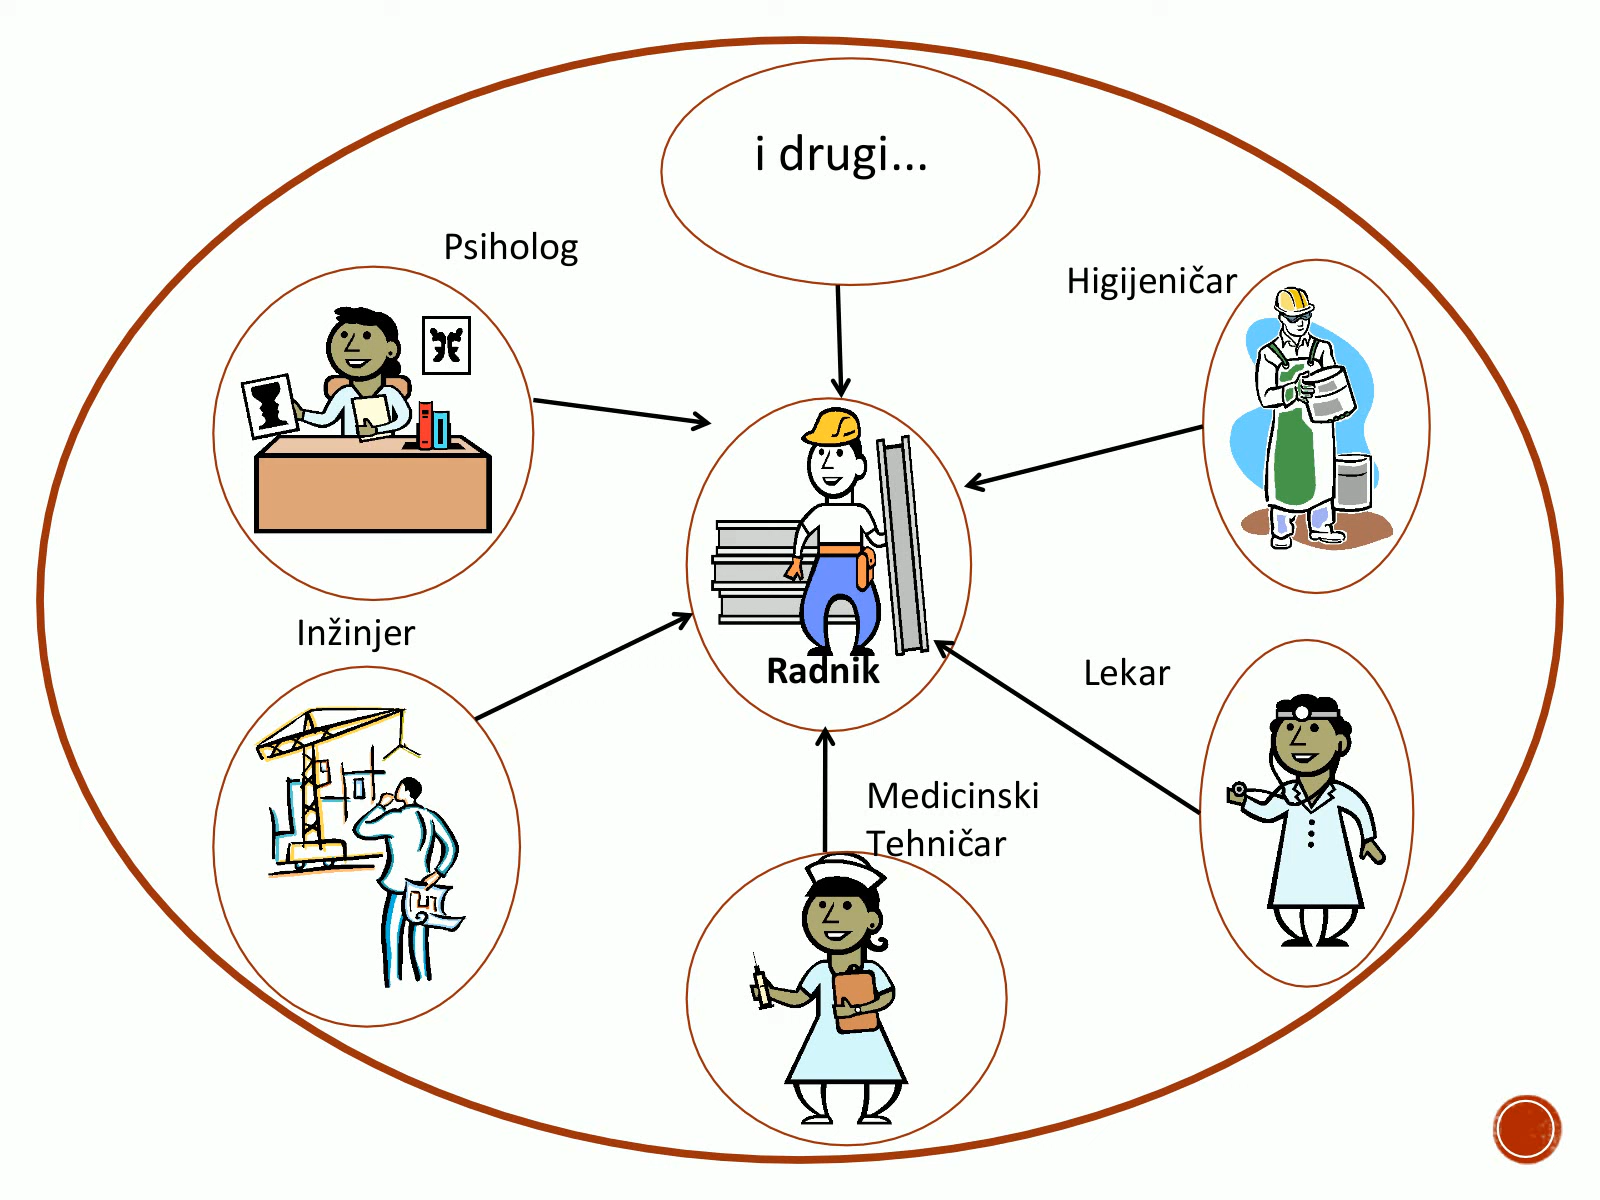 i drugi...
Psiholog
Higijeničar
Inžinjer
Radnik
Lekar
Medicinski
Tehničar